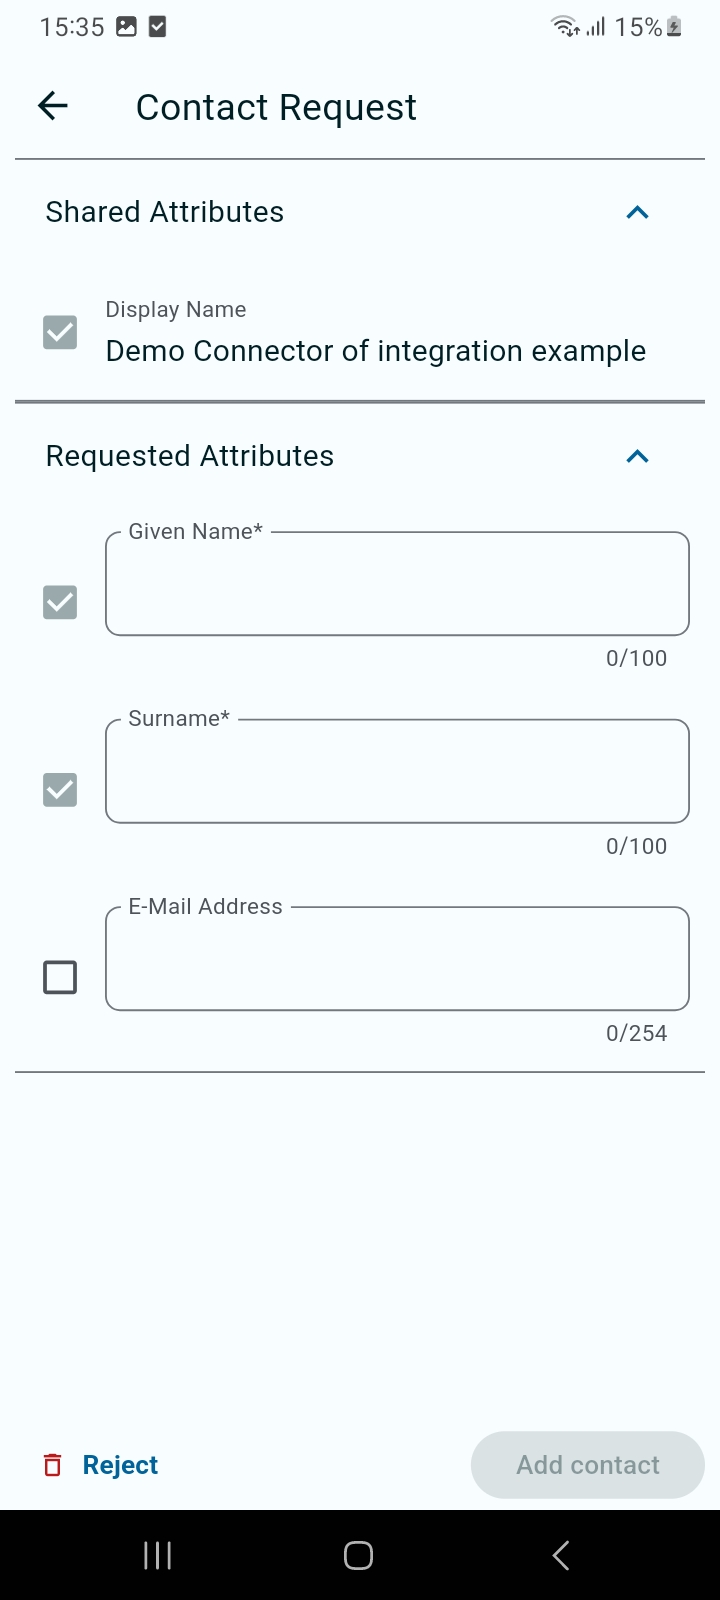 15:35 15%
Contact Request
Shared Attributes
Display Name
Demo Connector of integration example
Requested Attributes
Given Name*
0/100
Surname*
0/100
E-Mail Address
0/254
Reject Add contact